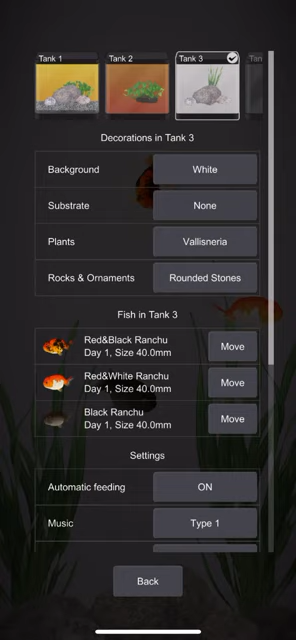 Tank 1
Tank 2
Tank 3
Tan
Decorations in Tank 3
Background
White
Substrate
None
Plants
Vallisneria
Rocks & Ornaments
Rounded Stones
Fish in Tank 3
Red&Black Ranchu
Day 1, Size 40.0mm
Move
Red&White Ranchu
Day 1, Size 40.0mm
Move
Black Ranchu
Day 1, Size 40.0mm
Move
Settings
Automatic feeding
ON
Music
Type 1
Back